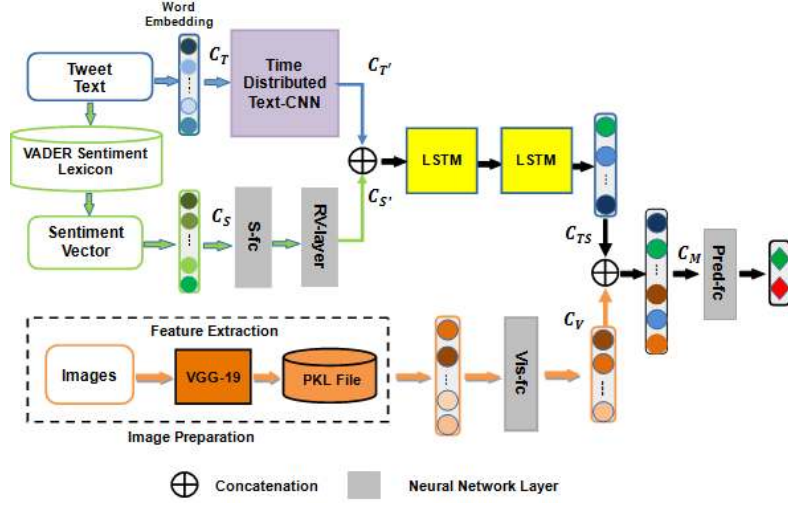 Word
Embedding
Tweet
Text
C_T
Time
Distributed
Text-CNN
C_T'
VADER Sentiment
Lexicon
LSTM
LSTM
Sentiment
Vector
C_S
S-fc
RV-layer
C_S'
C_TS
C_M
Pred-fc
Feature Extraction
Images
VGG-19
PKL File
Vis-fc
C_V
Image Preparation
Concatenation
Neural Network Layer